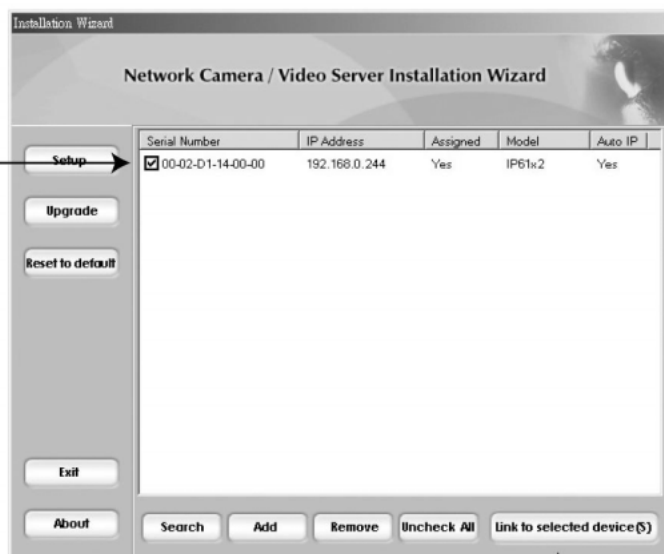 Installation Wizard
Network Camera / Video Server Installation Wizard
Serial Number IP Address Assigned Model Auto IP
00-02-D1-14-00-00 192.168.0.244 Yes IP61x2 Yes
Setup
Upgrade
Reset to default
Exit
About
Search Add Remove Uncheck All Link to selected device(S)